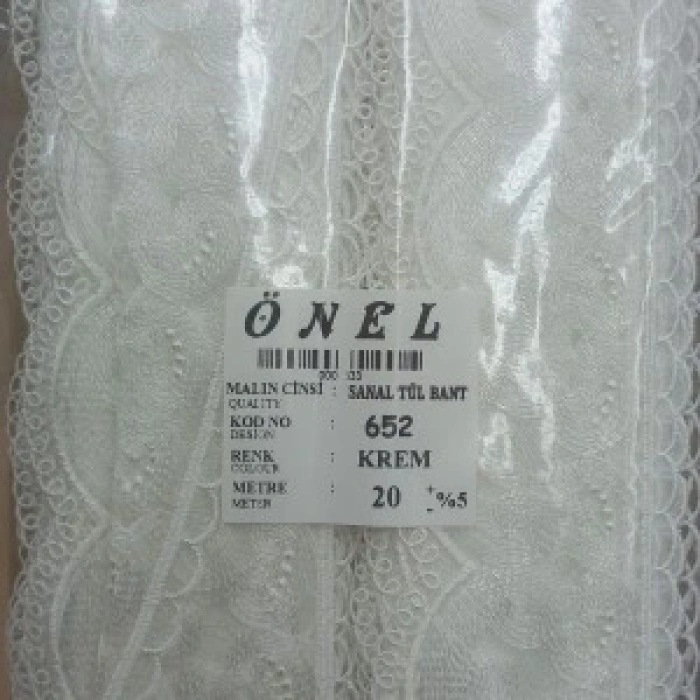 ÖNEL
MALIN CİNSİ : SANAL TÜL BANT
QUALITY
KOD NO : 652
DESIGN
RENK : KREM
COLOUR
METRE : 20 +-%5
METER